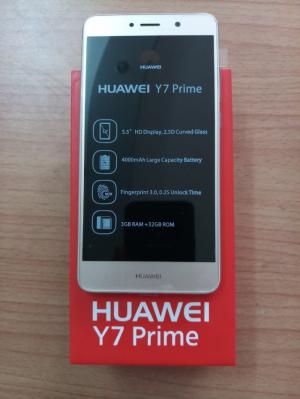 HUAWEI
HUAWEI Y7 Prime
5.5" HD Display, 2.5D Curved Glass
4000mAh Large Capacity Battery
Fingerprint 3.0, 0.2S Unlock Time
3GB RAM +32GB ROM
HUAWEI
HUAWEI
Y7 Prime